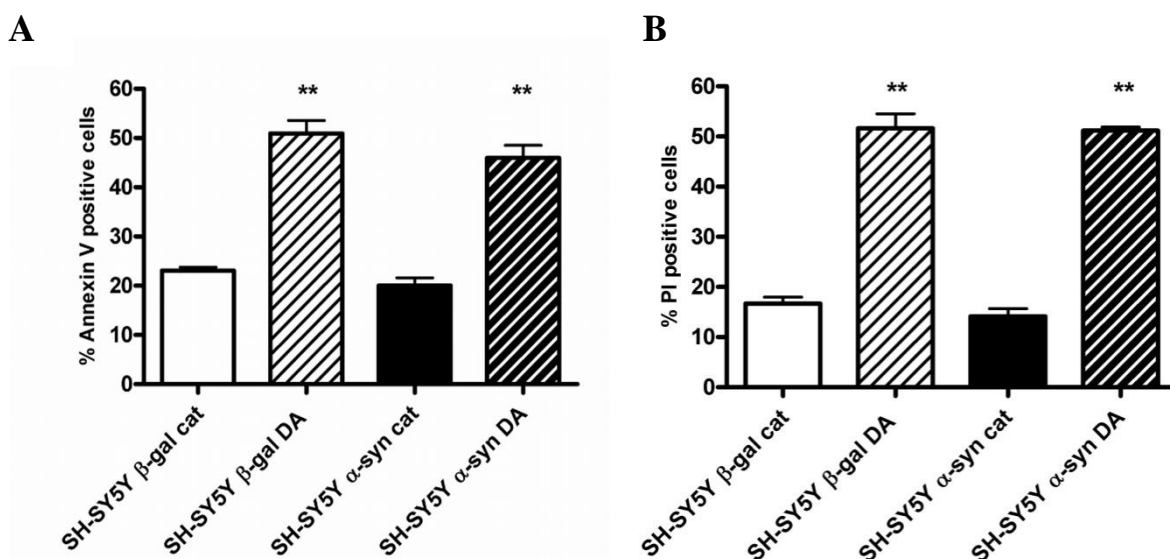 A
B
% Annexin V positive cells
60
50
40
30
20
10
0
**
**
SH-SY5Y β-gal cat
SH-SY5Y β-gal DA
SH-SY5Y α-syn cat
SH-SY5Y α-syn DA
% PI positive cells
60
50
40
30
20
10
0
**
**
SH-SY5Y β-gal cat
SH-SY5Y β-gal DA
SH-SY5Y α-syn cat
SH-SY5Y α-syn DA